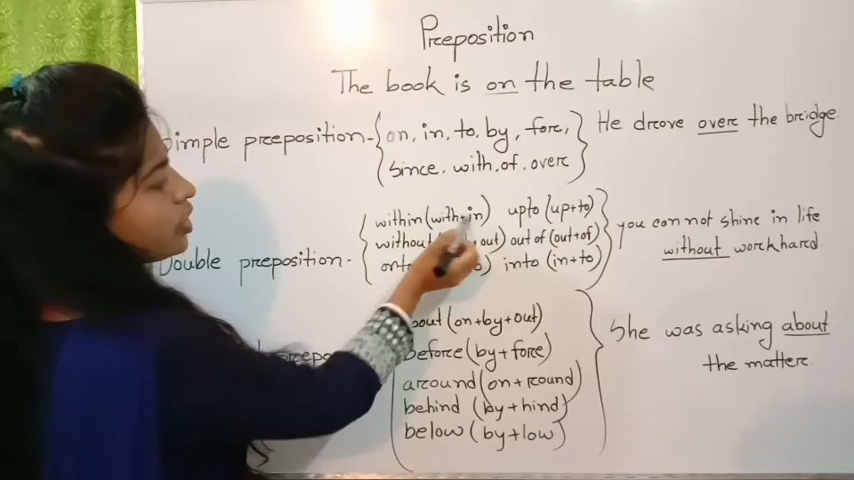 Preposition
The book is on the table
Simple preposition- on, in, to, by, fore, He drove over the bridge
since. with. of. over
within (with+in) upto (up+to) you can not shine in life
Double preposition- without out) out of (out+of) without workhard
into (in+to)
about (on+by+out) She was asking about
before (by+fore) the matter
around (on+round)
behind (by+hind)
below (by+low)